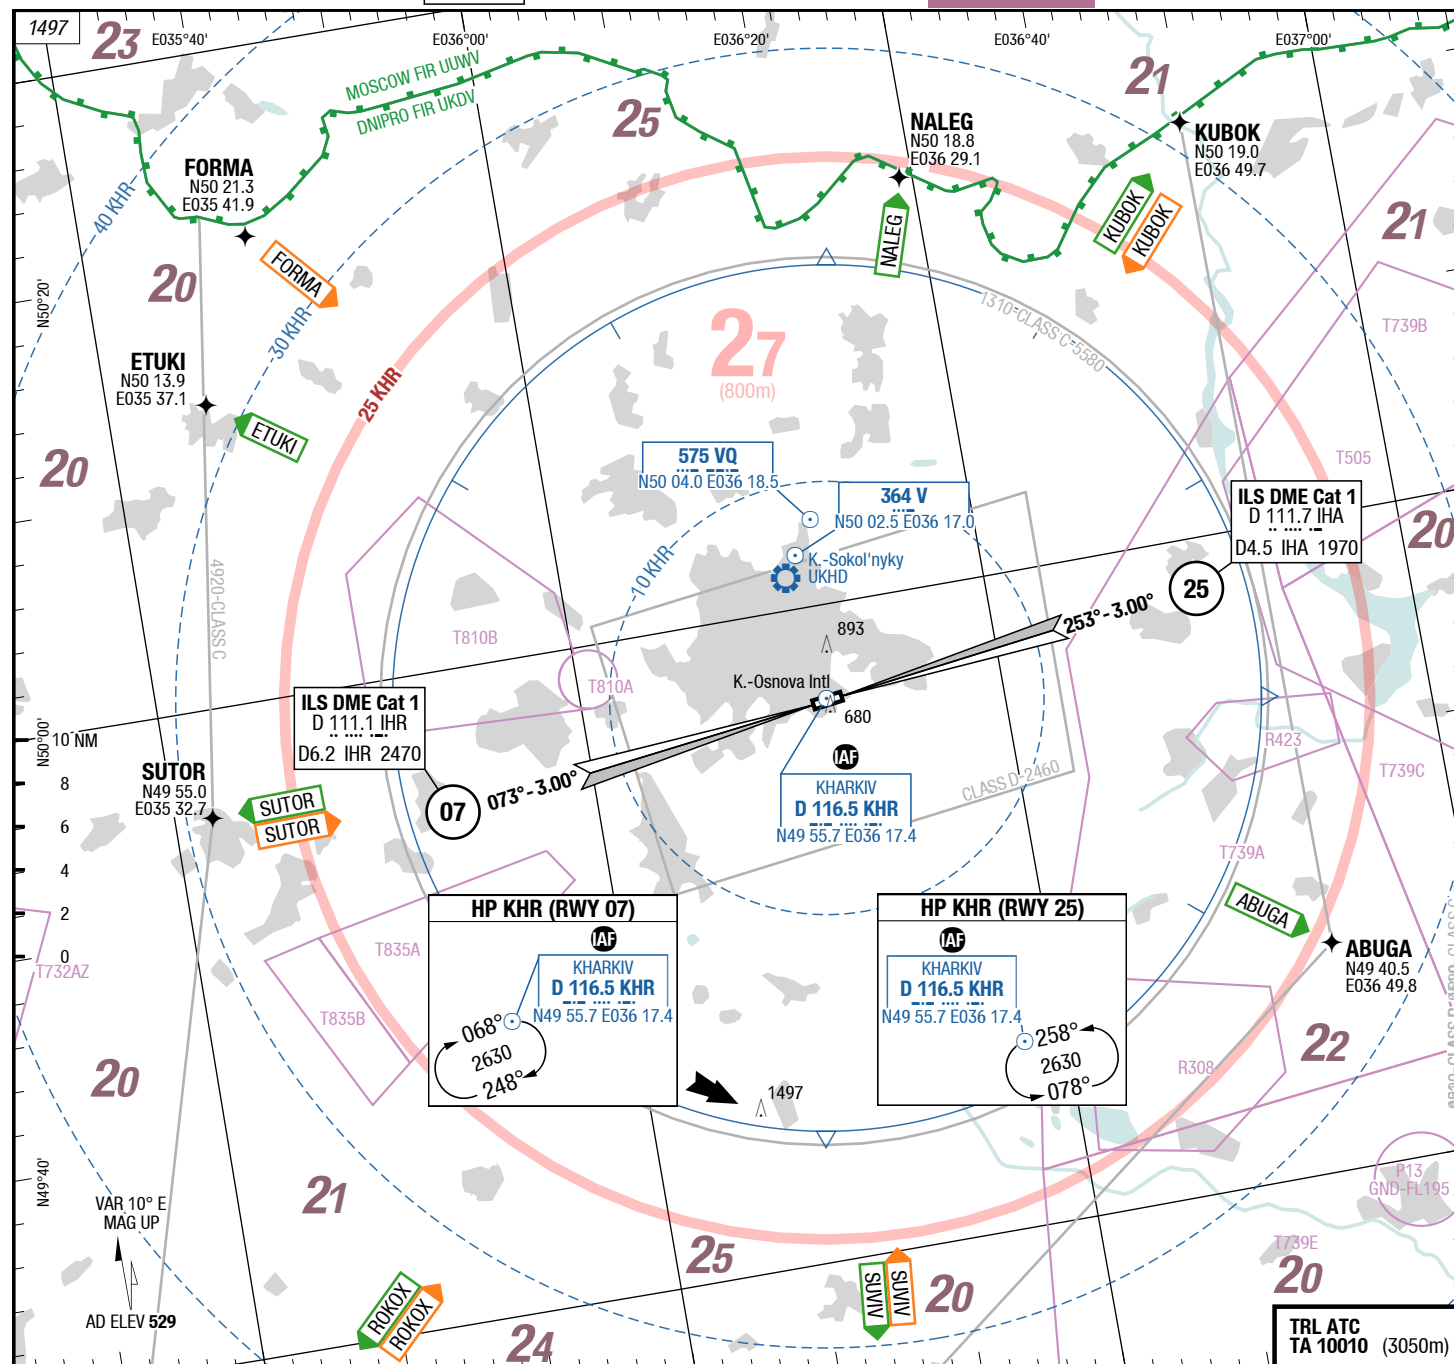 1497
23
E035°40'
E036°00'
E036°20'
E036°40'
E037°00'
MOSCOW FIR UUWV
DNIPRO FIR UKDV
25
21
FORMA
N50 21.3
E035 41.9
NALEG
N50 18.8
E036 29.1
KUBOK
N50 19.0
E036 49.7
40 KHR
FORMA
NALEG
KUBOK
KUBOK
21
20
N50°20'
30 KHR
1310-CLASS C-5580
T739B
27
(800m)
ETUKI
N50 13.9
E035 37.1
25 KHR
ETUKI
20
575 VQ
N50 04.0 E036 18.5
364 V
N50 02.5 E036 17.0
T505
ILS DME Cat 1
D 111.7 IHA
D4.5 IHA 1970
20
10 KHR
K.-Sokol'nyky
UKHD
4920-CLASS C
25
253°- 3.00°
T810B
893
T810A
K.-Osnova Intl
680
ILS DME Cat 1
D 111.1 IHR
D6.2 IHR 2470
N50°00'
10 NM
8
6
4
2
0
R423
T739C
IAF
KHARKIV
D 116.5 KHR
N49 55.7 E036 17.4
CLASS D-2460
SUTOR
N49 55.0
E035 32.7
SUTOR
SUTOR
07
073°- 3.00°
T739A
ABUGA
ABUGA
N49 40.5
E036 49.8
HP KHR (RWY 07)
IAF
KHARKIV
D 116.5 KHR
N49 55.7 E036 17.4
068°
2630
248°
HP KHR (RWY 25)
IAF
KHARKIV
D 116.5 KHR
N49 55.7 E036 17.4
258°
2630
078°
T732AZ
T835A
T835B
20
22
R308
1497
N49°40'
P13
GND-FL195
VAR 10° E
MAG UP
21
25
T739E
20
20
SUVIV
SUVIV
ROKOX
ROKOX
AD ELEV 529
24
TRL ATC
TA 10010 (3050m)